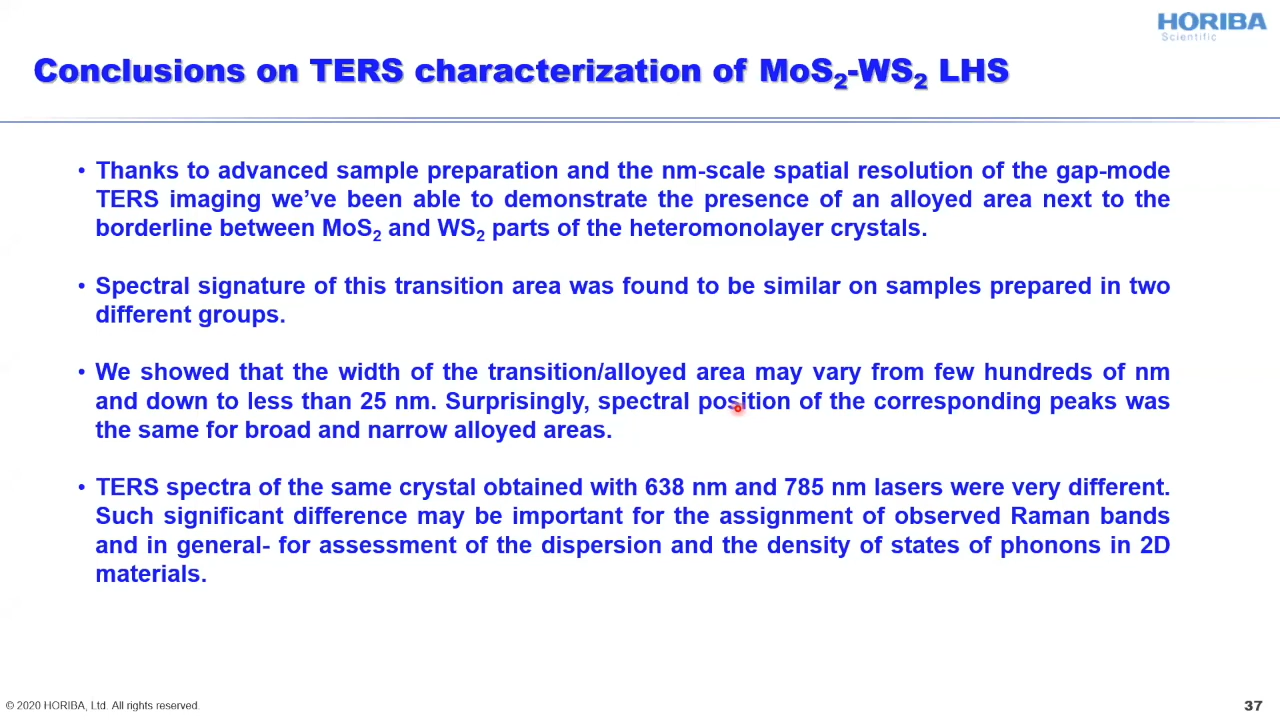 HORIBA
Scientific
Conclusions on TERS characterization of MoS₂-WS₂ LHS
• Thanks to advanced sample preparation and the nm-scale spatial resolution of the gap-mode
TERS imaging we’ve been able to demonstrate the presence of an alloyed area next to the
borderline between MoS₂ and WS₂ parts of the heteromonolayer crystals.
• Spectral signature of this transition area was found to be similar on samples prepared in two
different groups.
• We showed that the width of the transition/alloyed area may vary from few hundreds of nm
and down to less than 25 nm. Surprisingly, spectral position of the corresponding peaks was
the same for broad and narrow alloyed areas.
• TERS spectra of the same crystal obtained with 638 nm and 785 nm lasers were very different.
Such significant difference may be important for the assignment of observed Raman bands
and in general- for assessment of the dispersion and the density of states of phonons in 2D
materials.
© 2020 HORIBA, Ltd. All rights reserved.
37